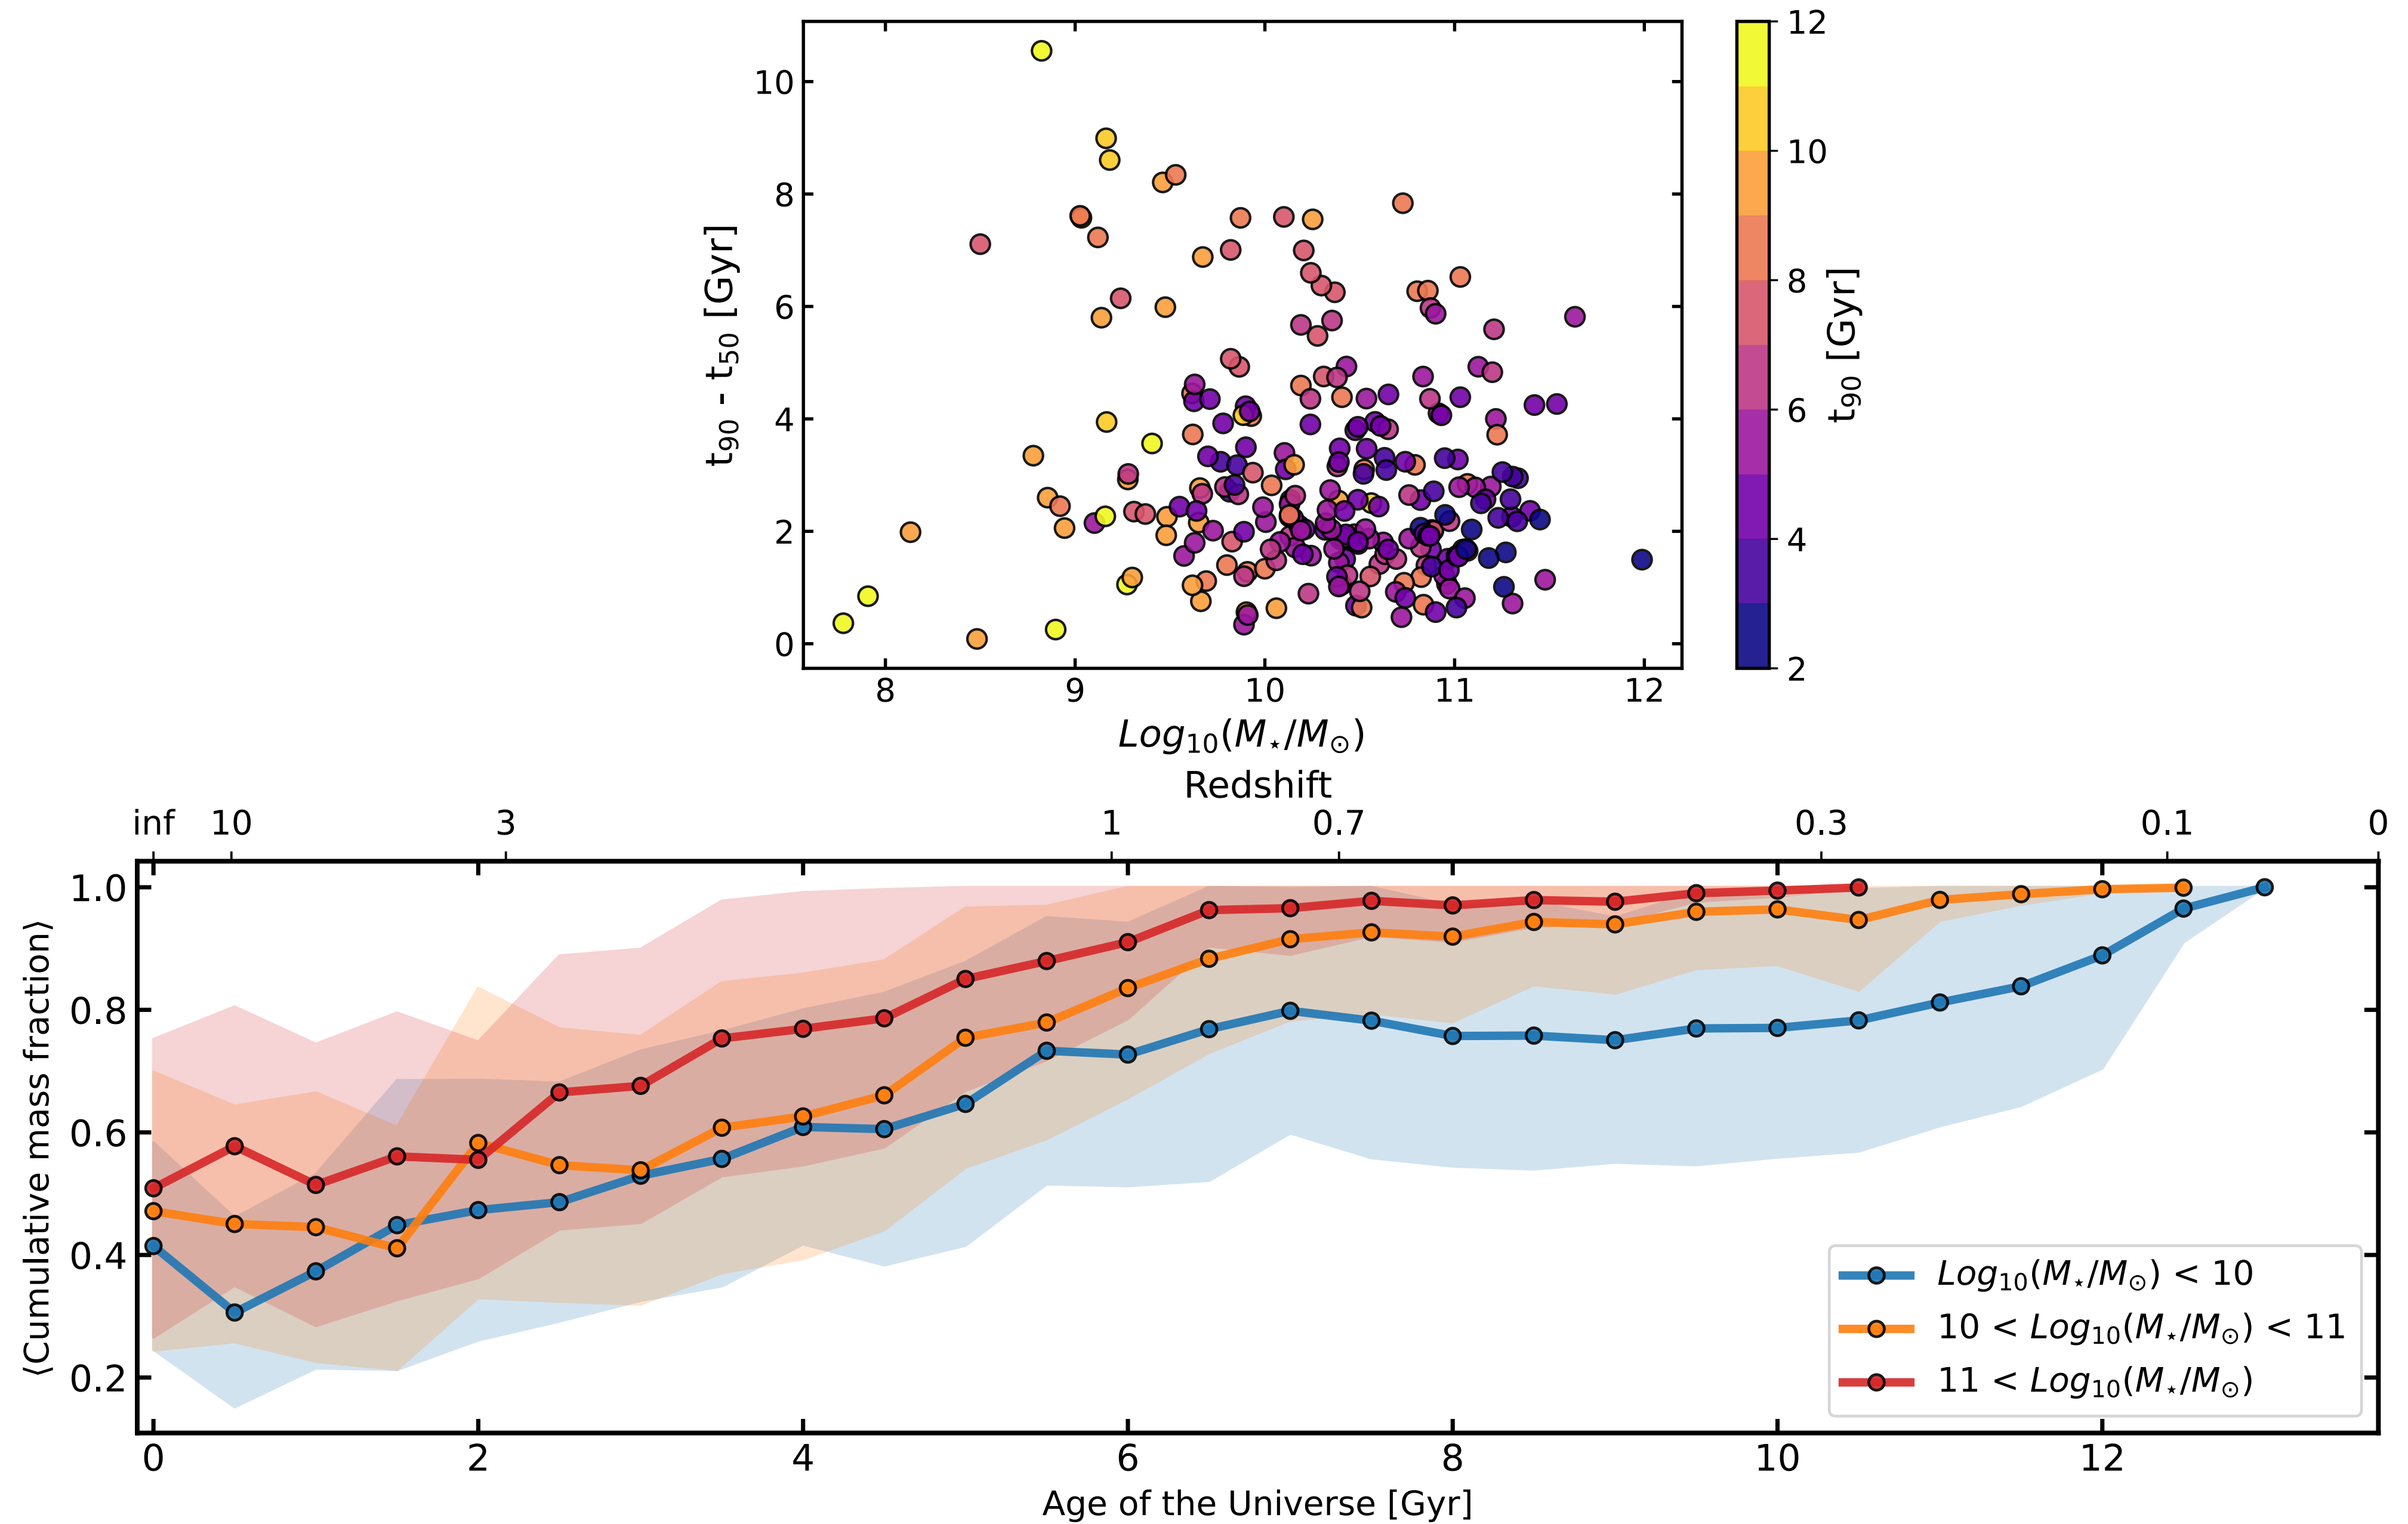 10
8
6
4
2
0
t90 - t50 [Gyr]
8 9 10 11 12
Log10(M⋆/M⊙)
12
10
8
6
4
2
t90 [Gyr]
Redshift
inf 10 3 1 0.7 0.3 0.1 0
1.0
0.8
0.6
0.4
0.2
⟨Cumulative mass fraction⟩
Log10(M⋆/M⊙) < 10
10 < Log10(M⋆/M⊙) < 11
11 < Log10(M⋆/M⊙)
0 2 4 6 8 10 12
Age of the Universe [Gyr]